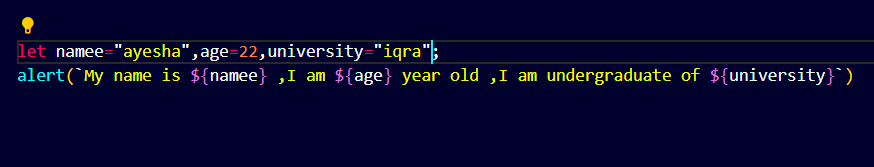 let namee="ayesha",age=22,university="iqra";
alert(`My name is ${namee} ,I am ${age} year old ,I am undergraduate of ${university}`)